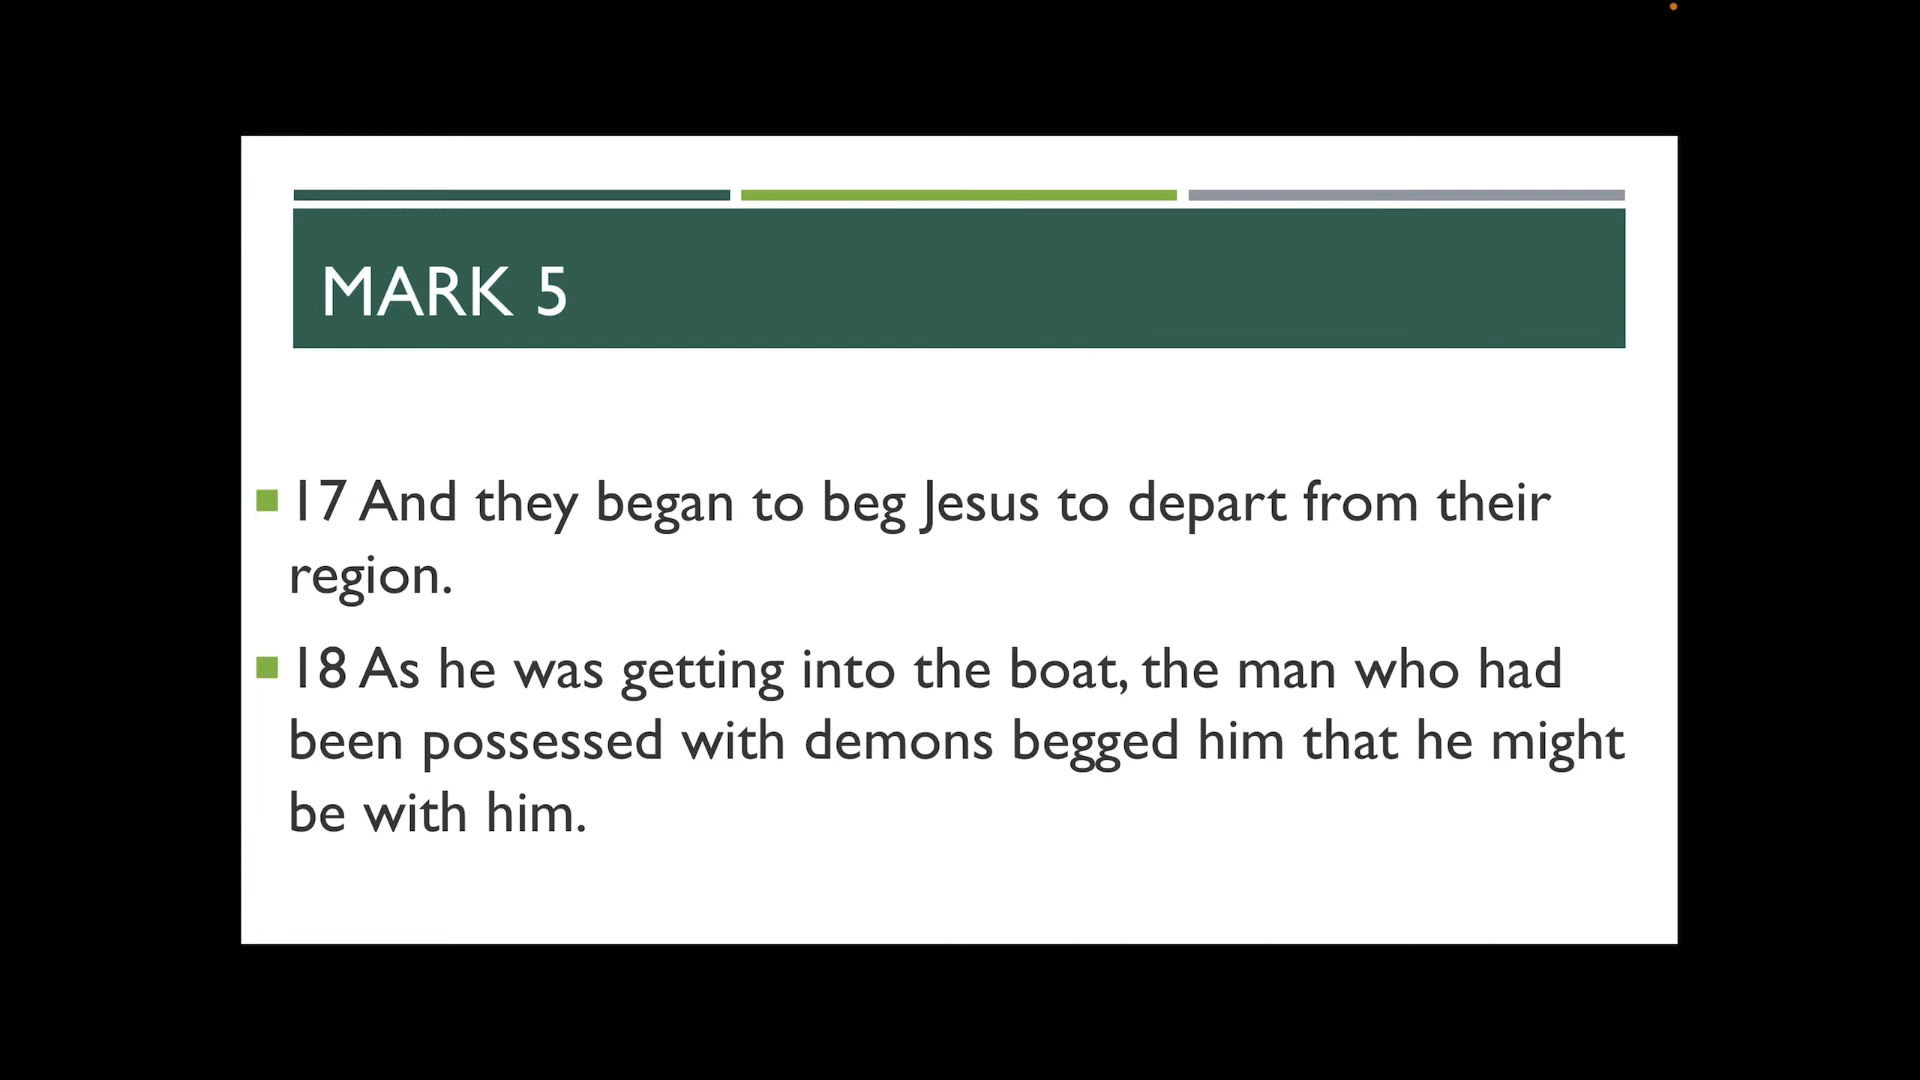 MARK 5
17 And they began to beg Jesus to depart from their
region.
18 As he was getting into the boat, the man who had
been possessed with demons begged him that he might
be with him.